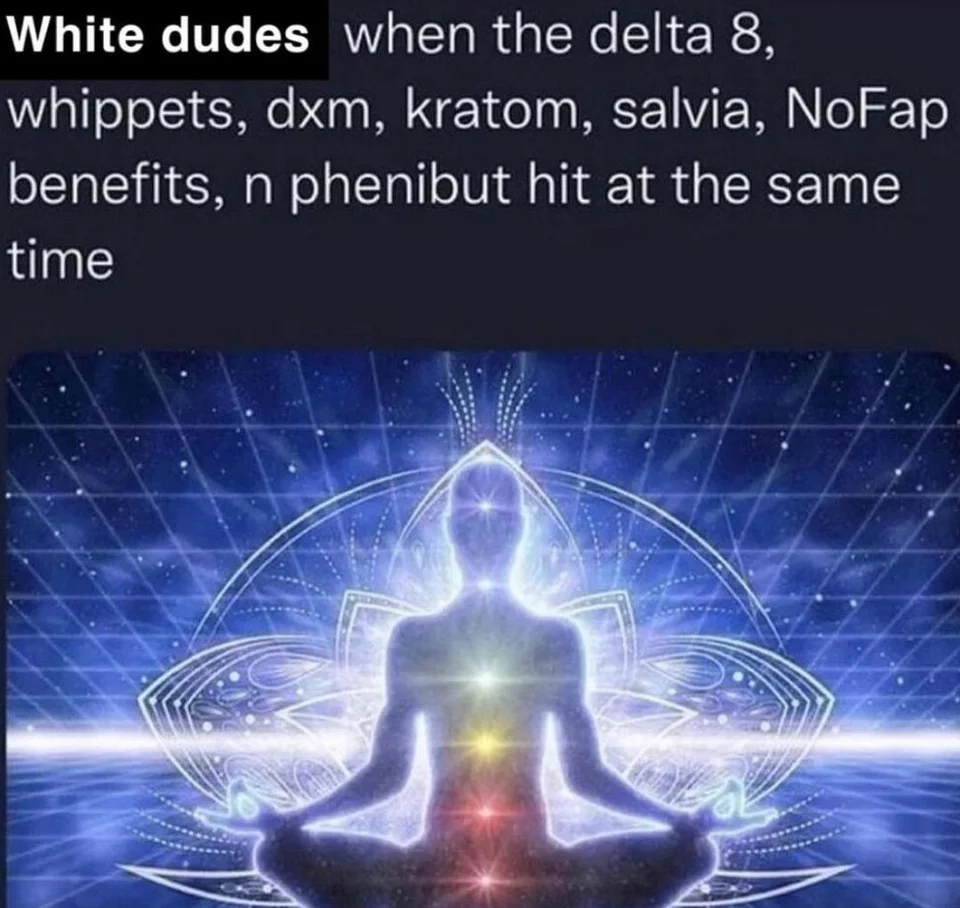 White dudes when the delta 8,
whippets, dxm, kratom, salvia, NoFap
benefits, n phenibut hit at the same
time